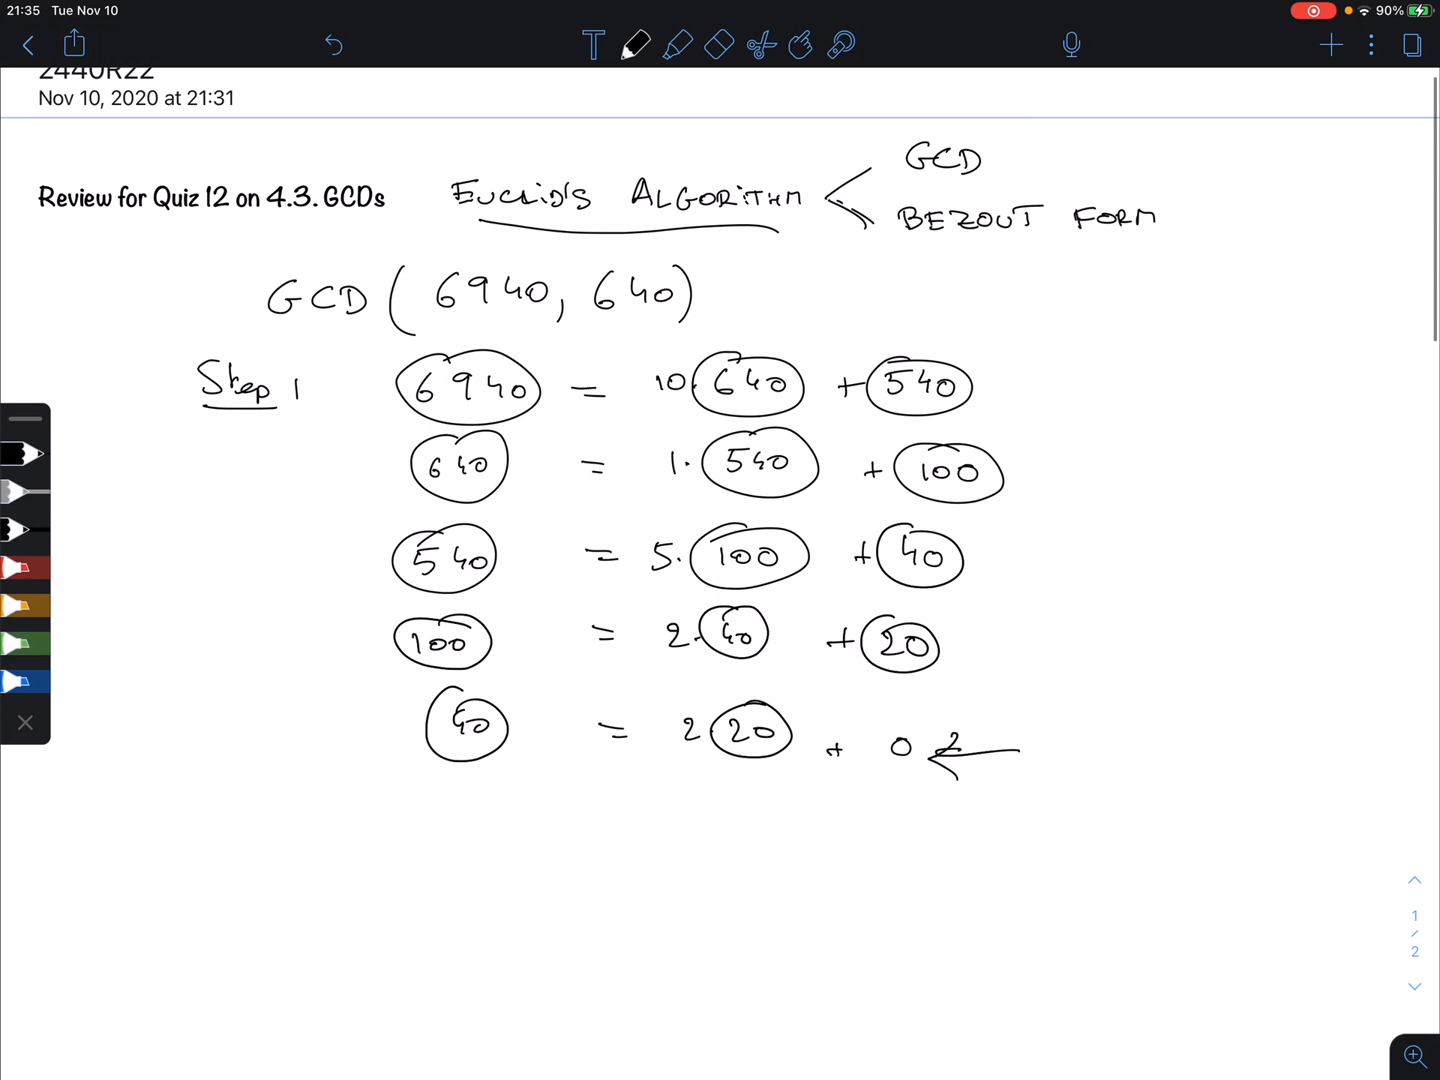 21:35 Tue Nov 10
90%
Nov 10, 2020 at 21:31
Review for Quiz 12 on 4.3. GCDs
EUCLID'S ALGORITHM
GCD
BEZOUT FORM
GCD (6940, 640)
Step 1
6940 = 10.640 + 540
640 = 1.540 + 100
540 = 5.100 + 40
100 = 2.40 + 20
40 = 2 20 + 0
1
/
2